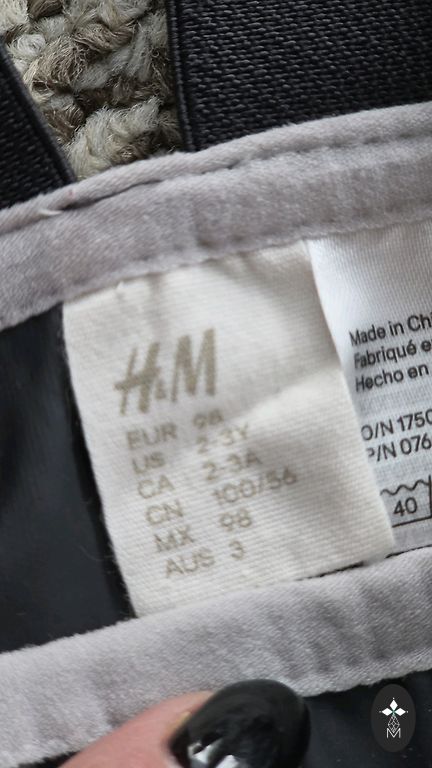 H&M
EUR 98
US 2-3Y
CA 2-3A
CN 100/56
MX 98
AUS 3
Made in Chi
Fabriqué e
Hecho en
O/N 1750
P/N 076
40
M